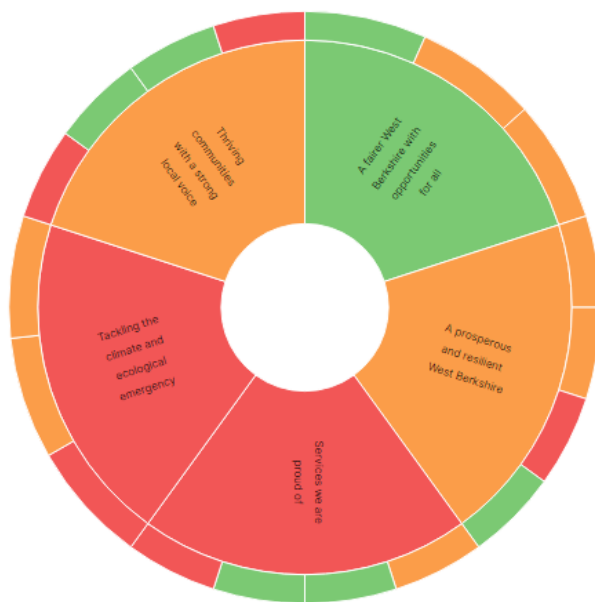 Thriving
communities
with a strong
local voice
A fairer West
Berkshire with
opportunities
for all
A prosperous
and resilient
West Berkshire
Services we are
proud of
Tackling the
climate and
ecological
emergency